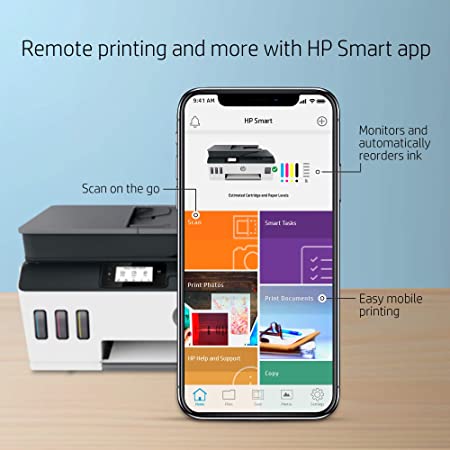 Remote printing and more with HP Smart app
9:41 AM
HP Smart
Monitors and
automatically
reorders ink
Estimated Cartridge and Paper Levels
Scan on the go
Scan
Smart Tasks
Print Photos
Print Documents
Easy mobile
printing
HP Help and Support
Copy
Home
Files
Scan
Photos
Settings